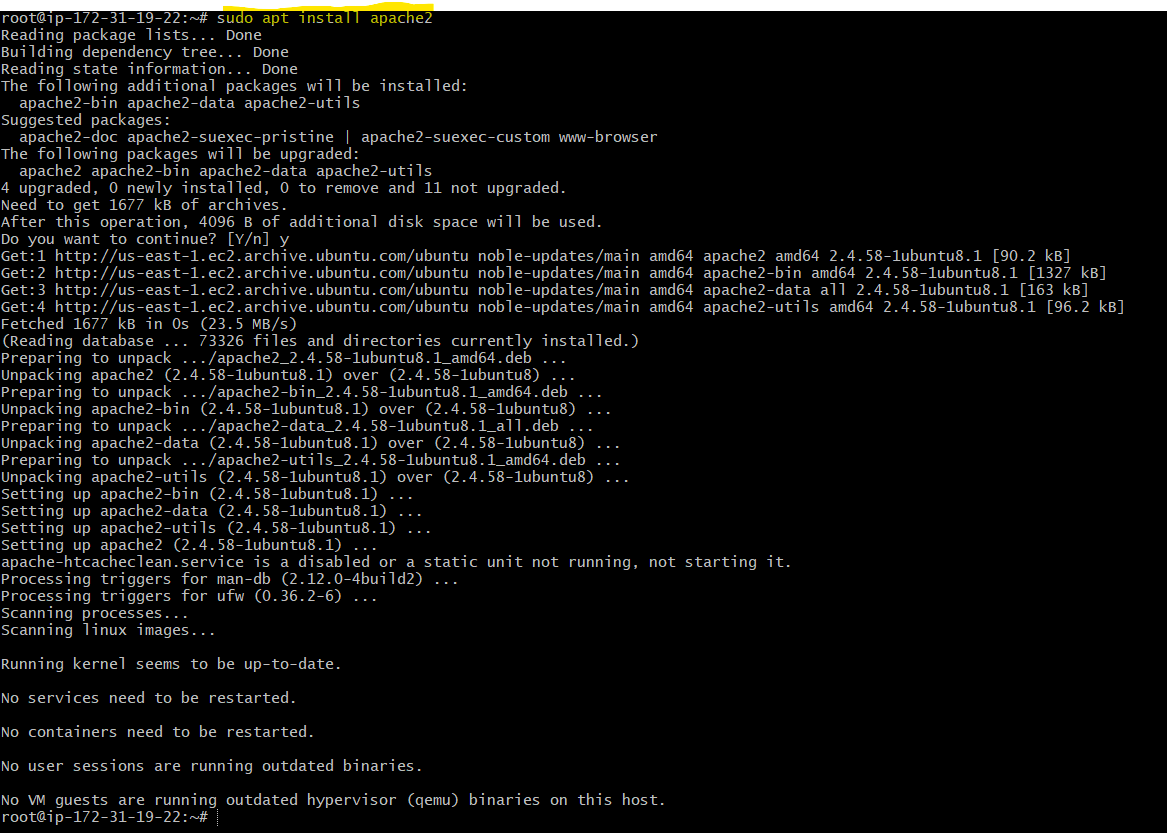 root@ip-172-31-19-22:~# sudo apt install apache2
Reading package lists... Done
Building dependency tree... Done
Reading state information... Done
The following additional packages will be installed:
  apache2-bin apache2-data apache2-utils
Suggested packages:
  apache2-doc apache2-suexec-pristine | apache2-suexec-custom www-browser
The following packages will be upgraded:
  apache2 apache2-bin apache2-data apache2-utils
4 upgraded, 0 newly installed, 0 to remove and 11 not upgraded.
Need to get 1677 kB of archives.
After this operation, 4096 B of additional disk space will be used.
Do you want to continue? [Y/n] y
Get:1 http://us-east-1.ec2.archive.ubuntu.com/ubuntu noble-updates/main amd64 apache2 amd64 2.4.58-1ubuntu8.1 [90.2 kB]
Get:2 http://us-east-1.ec2.archive.ubuntu.com/ubuntu noble-updates/main amd64 apache2-bin amd64 2.4.58-1ubuntu8.1 [1327 kB]
Get:3 http://us-east-1.ec2.archive.ubuntu.com/ubuntu noble-updates/main amd64 apache2-data all 2.4.58-1ubuntu8.1 [163 kB]
Get:4 http://us-east-1.ec2.archive.ubuntu.com/ubuntu noble-updates/main amd64 apache2-utils amd64 2.4.58-1ubuntu8.1 [96.2 kB]
Fetched 1677 kB in 0s (23.5 MB/s)
(Reading database ... 73326 files and directories currently installed.)
Preparing to unpack .../apache2_2.4.58-1ubuntu8.1_amd64.deb ...
Unpacking apache2 (2.4.58-1ubuntu8.1) over (2.4.58-1ubuntu8) ...
Preparing to unpack .../apache2-bin_2.4.58-1ubuntu8.1_amd64.deb ...
Unpacking apache2-bin (2.4.58-1ubuntu8.1) over (2.4.58-1ubuntu8) ...
Preparing to unpack .../apache2-data_2.4.58-1ubuntu8.1_all.deb ...
Unpacking apache2-data (2.4.58-1ubuntu8.1) over (2.4.58-1ubuntu8) ...
Preparing to unpack .../apache2-utils_2.4.58-1ubuntu8.1_amd64.deb ...
Unpacking apache2-utils (2.4.58-1ubuntu8.1) over (2.4.58-1ubuntu8) ...
Setting up apache2-bin (2.4.58-1ubuntu8.1) ...
Setting up apache2-data (2.4.58-1ubuntu8.1) ...
Setting up apache2-utils (2.4.58-1ubuntu8.1) ...
Setting up apache2 (2.4.58-1ubuntu8.1) ...
apache-htcacheclean.service is a disabled or a static unit not running, not starting it.
Processing triggers for man-db (2.12.0-4build2) ...
Processing triggers for ufw (0.36.2-6) ...
Scanning processes...
Scanning linux images...
Running kernel seems to be up-to-date.
No services need to be restarted.
No containers need to be restarted.
No user sessions are running outdated binaries.
No VM guests are running outdated hypervisor (qemu) binaries on this host.
root@ip-172-31-19-22:~#